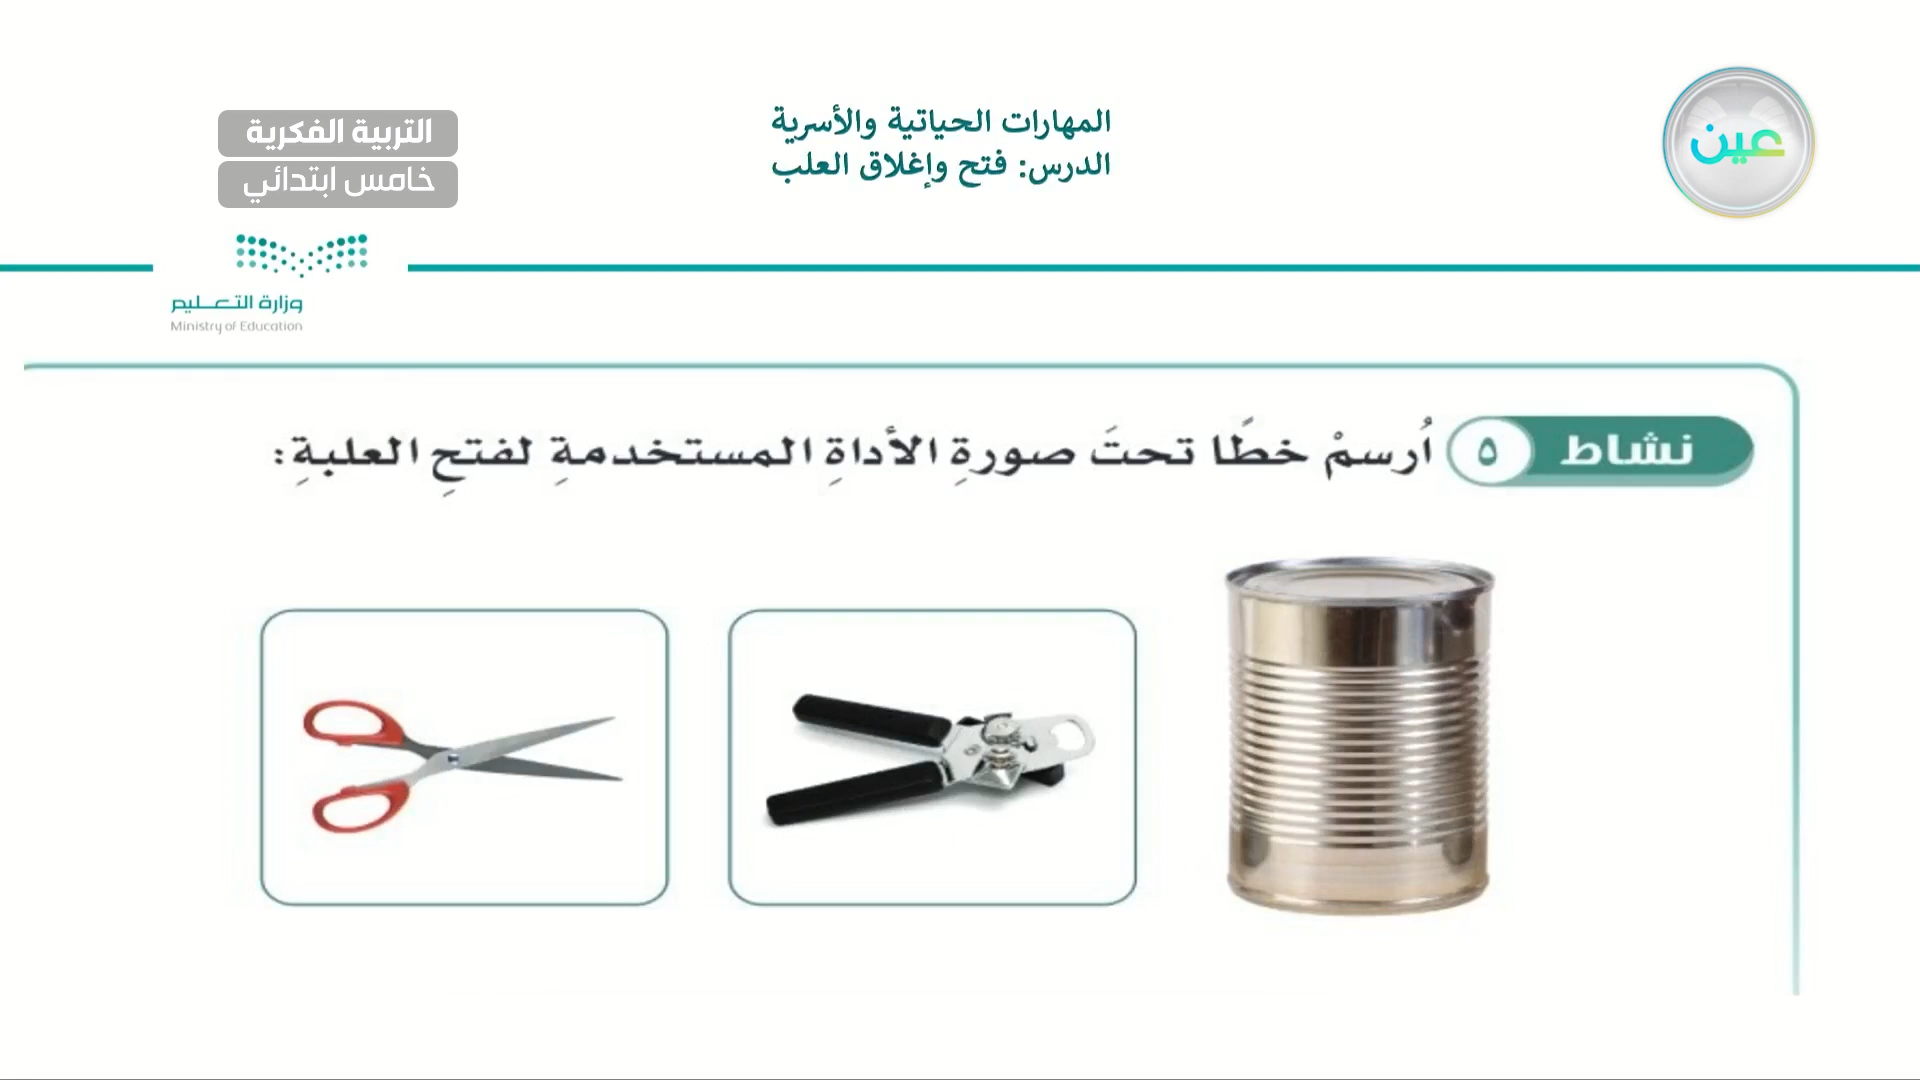 عين
المهارات الحياتية والأسرية
الدرس: فتح وإغلاق العلب
التربية الفكرية
خامس ابتدائي
وزارة التعليم
Ministry of Education
نشاط ٥ أُرسمْ خطًا تحتَ صورةِ الأداةِ المستخدمةِ لفتحِ العلبةِ: